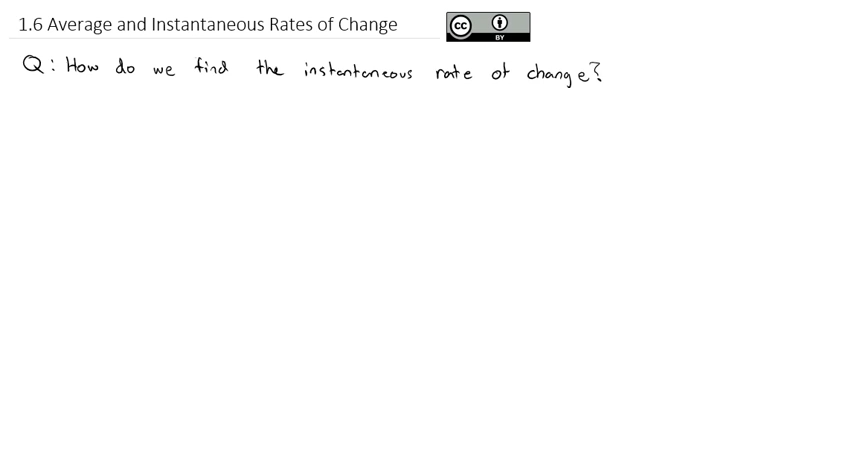 1.6 Average and Instantaneous Rates of Change
cc BY
Q: How do we find the instantaneous rate of change?